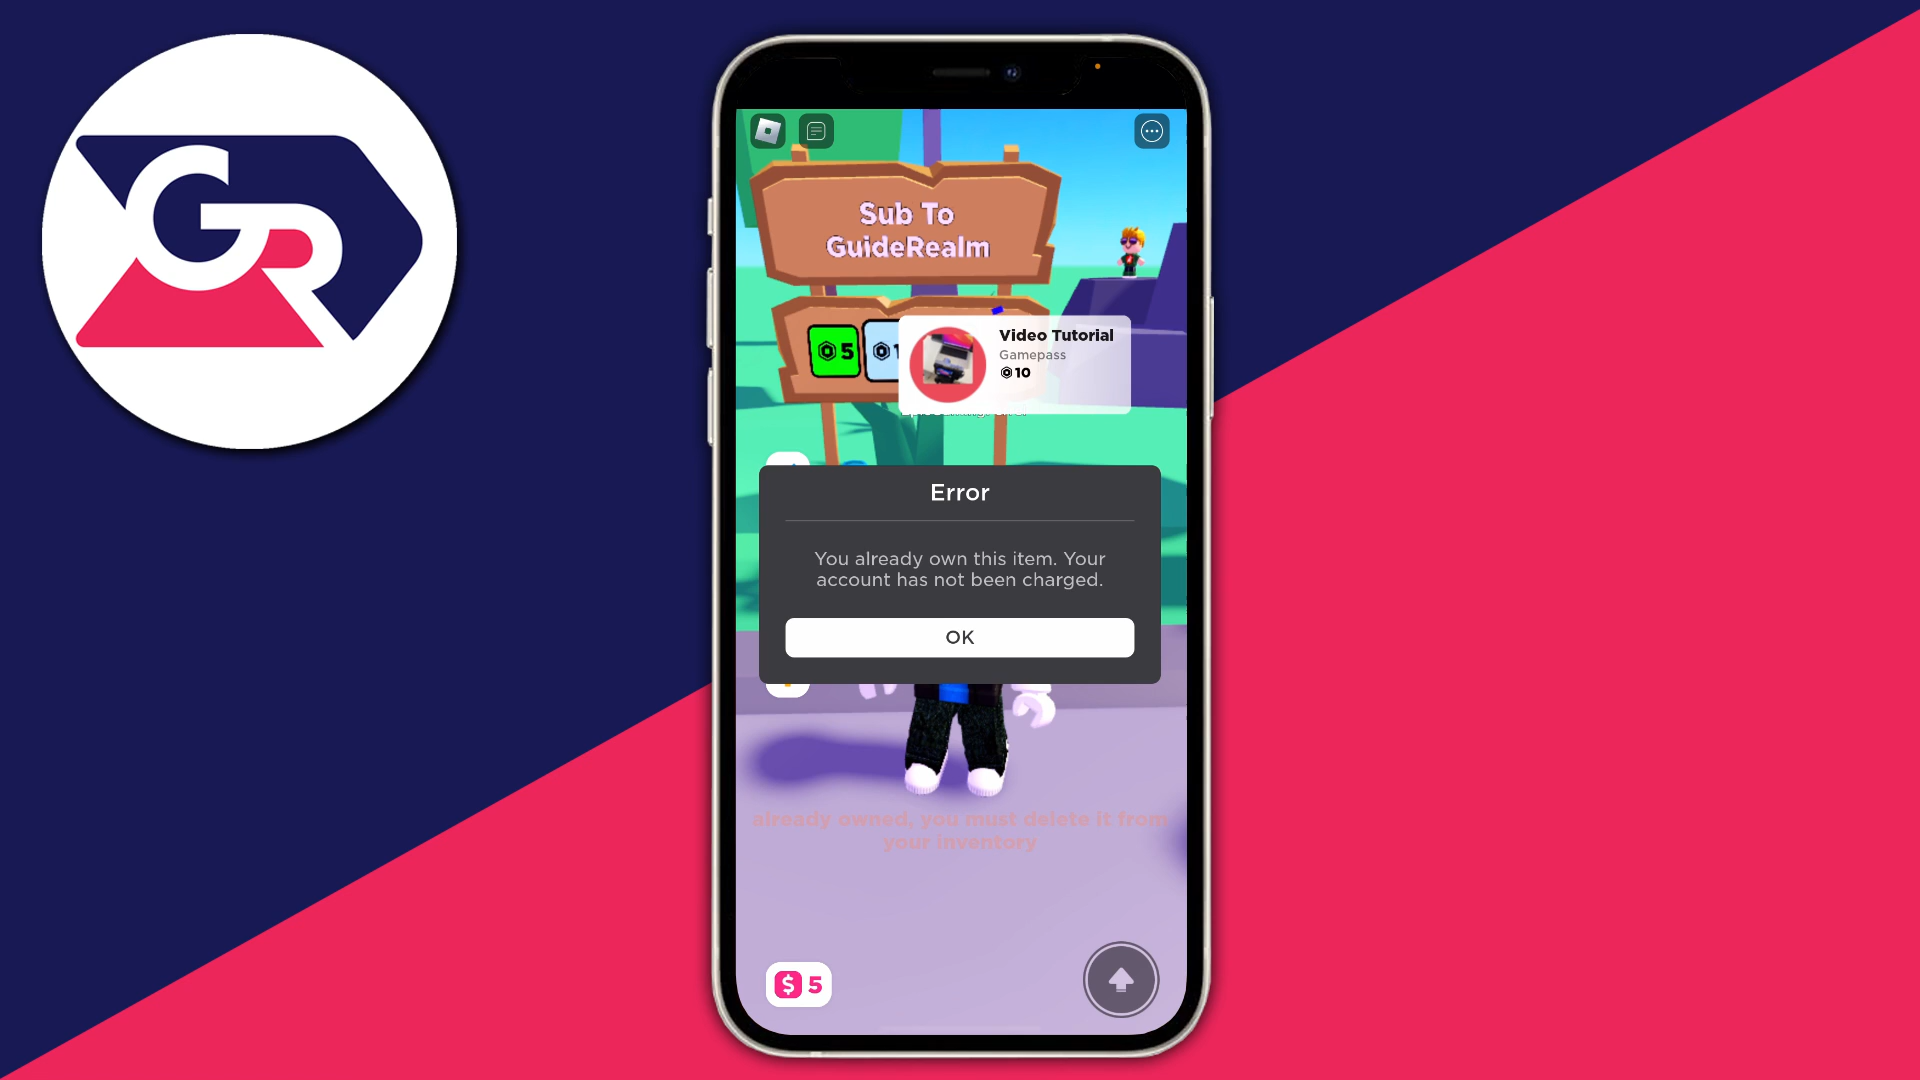 GR
Sub To
GuideRealm
5
Video Tutorial
Gamepass
10
Error
You already own this item. Your
account has not been charged.
OK
already owned, you must delete it from
your inventory
$ 5